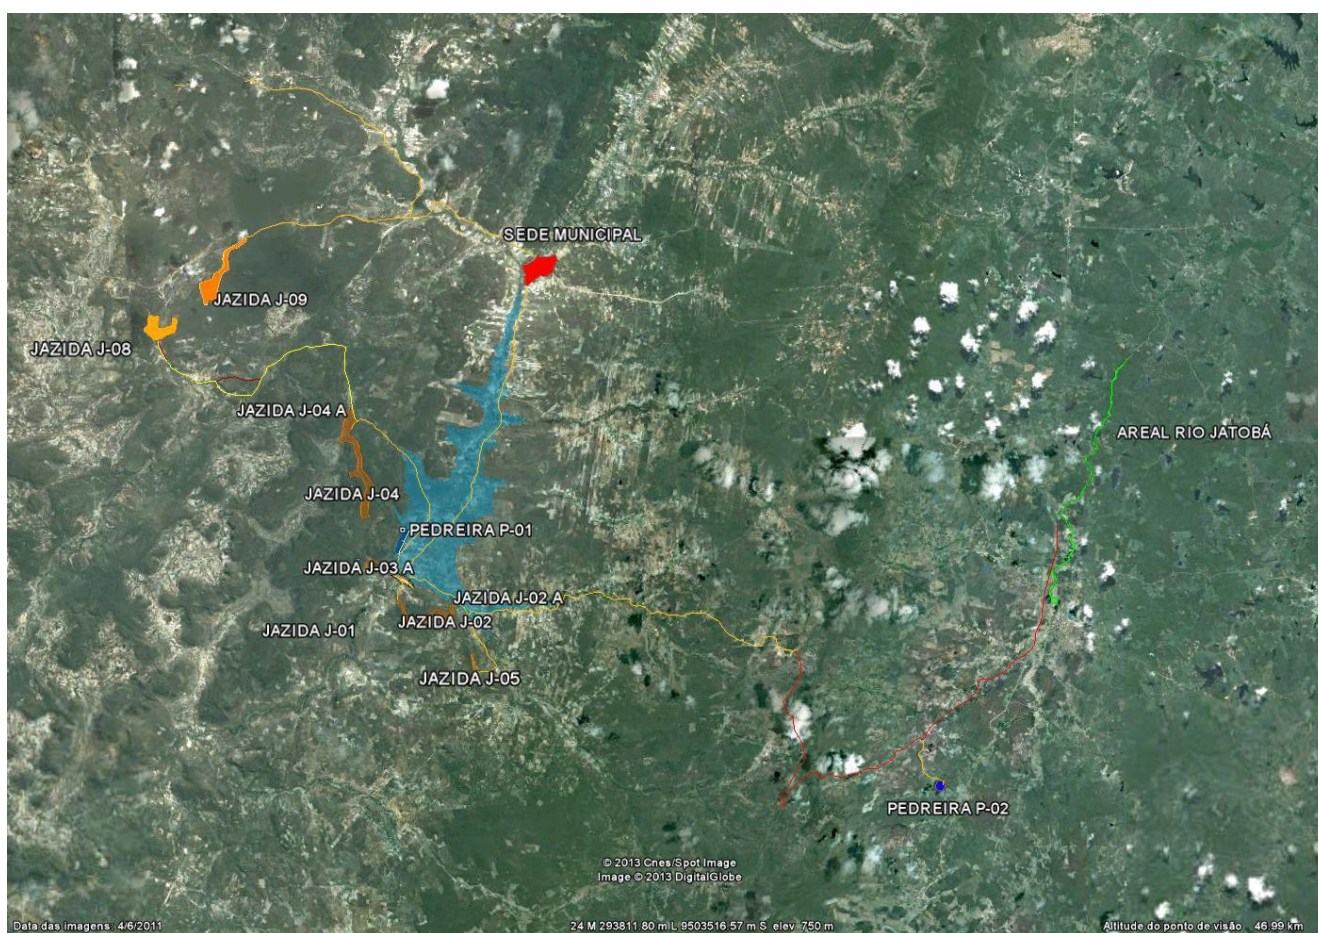 SEDE MUNICIPAL
JAZIDA J-09
JAZIDA J-08
JAZIDA J-04 A
AREAL RIO JATOBÁ
JAZIDA J-04
PEDREIRA P-01
JAZIDA J-03 A
JAZIDA J-02 A
JAZIDA J-02
JAZIDA J-01
JAZIDA J-05
PEDREIRA P-02
© 2013 Cnes/Spot Image
Image © 2013 DigitalGlobe
Data das imagens: 4/6/2011
24 M 293811.80 m L 9503516.57 m S elev 750 m
Altitude do ponto de visão 46.99 km